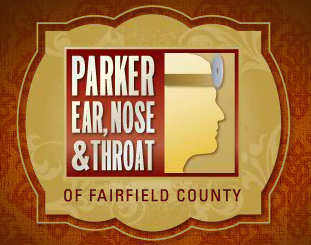 PARKER
EAR, NOSE
& THROAT
OF FAIRFIELD COUNTY